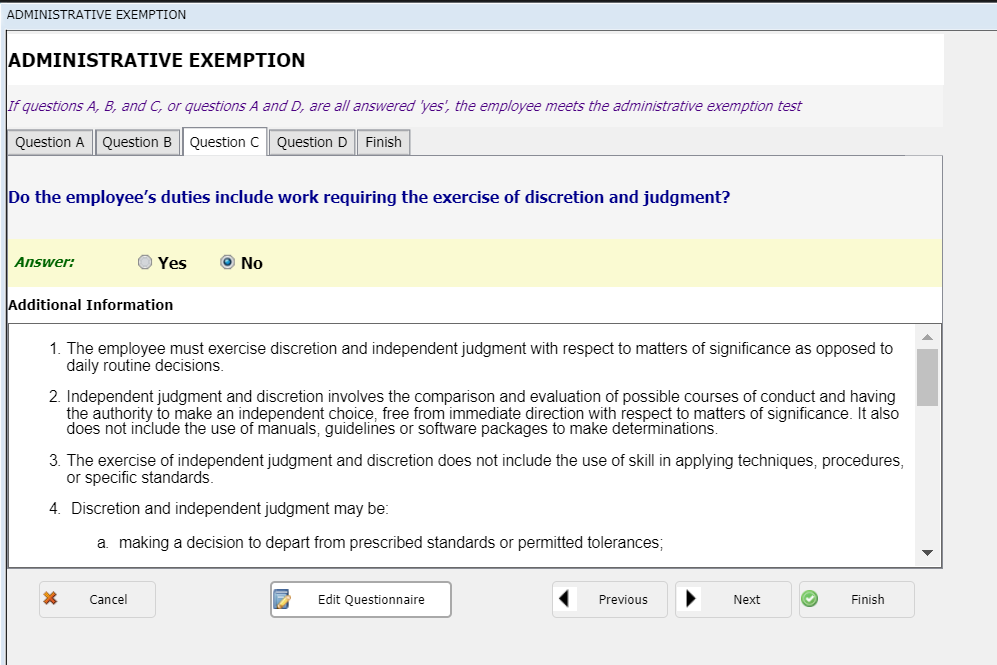 ADMINISTRATIVE EXEMPTION
ADMINISTRATIVE EXEMPTION
If questions A, B, and C, or questions A and D, are all answered 'yes', the employee meets the administrative exemption test
Question A Question B Question C Question D Finish
Do the employee’s duties include work requiring the exercise of discretion and judgment?
Answer: Yes No
Additional Information
1. The employee must exercise discretion and independent judgment with respect to matters of significance as opposed to
daily routine decisions.
2. Independent judgment and discretion involves the comparison and evaluation of possible courses of conduct and having
the authority to make an independent choice, free from immediate direction with respect to matters of significance. It also
does not include the use of manuals, guidelines or software packages to make determinations.
3. The exercise of independent judgment and discretion does not include the use of skill in applying techniques, procedures,
or specific standards.
4. Discretion and independent judgment may be:
a. making a decision to depart from prescribed standards or permitted tolerances;
Cancel Edit Questionnaire Previous Next Finish